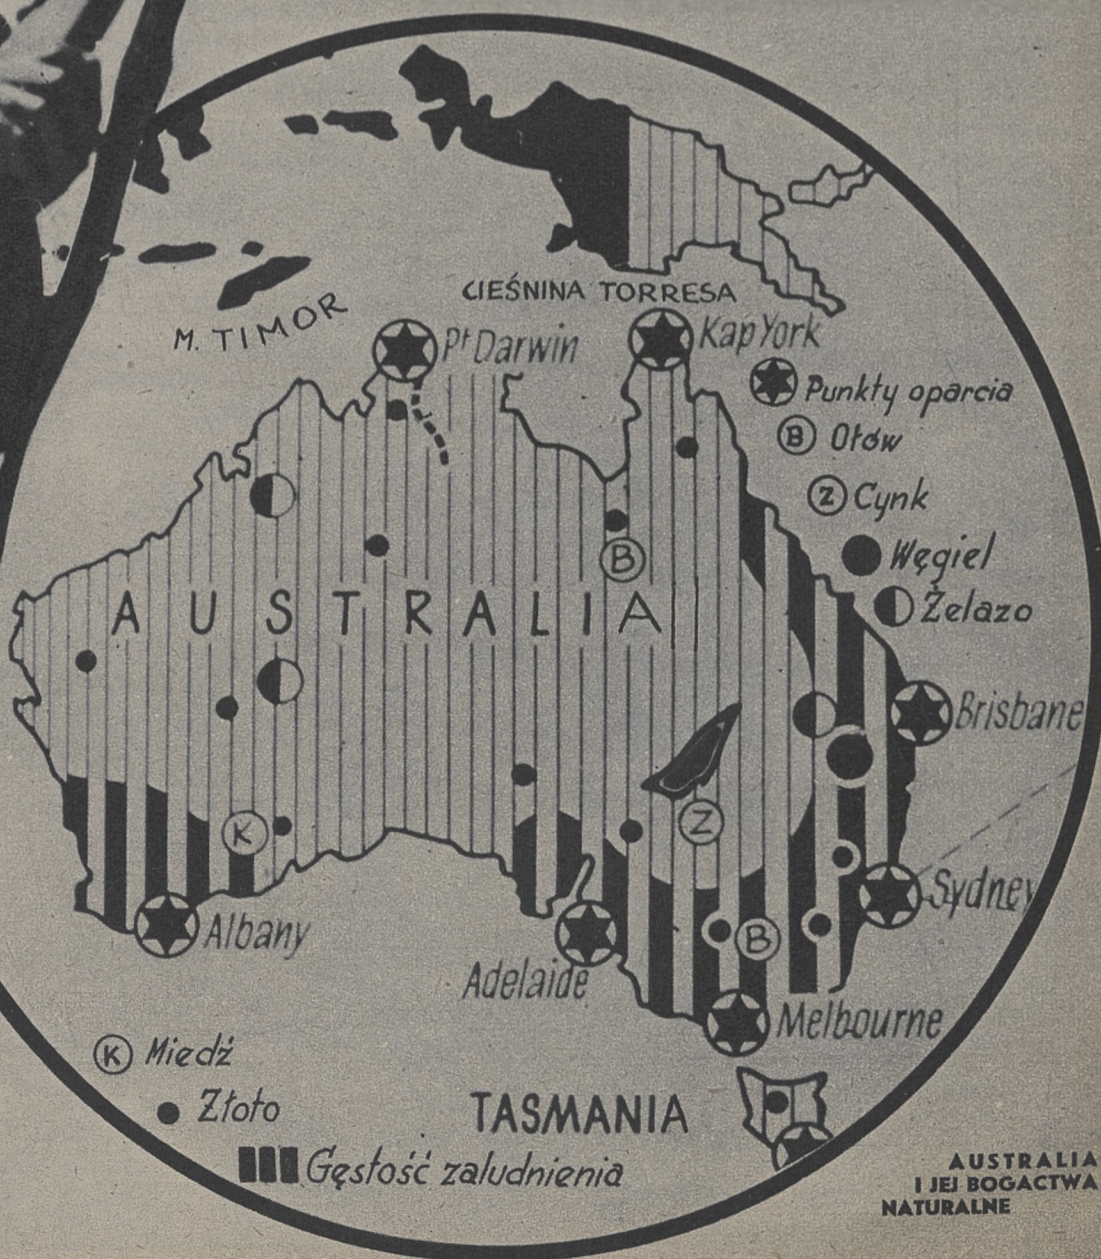 CIEŚNINA TORRESA
M. TIMOR
Pt Darwin
Kap York
Punkty oparcia
B Ołów
Z Cynk
Węgiel
Żelazo
B
AUSTRALIA
Brisbane
K
Z
Sydney
Albany
B
Adelaide
Melbourne
K Miedź
Złoto
TASMANIA
Gęstość zaludnienia
AUSTRALIA
I JEJ BOGACTWA
NATURALNE